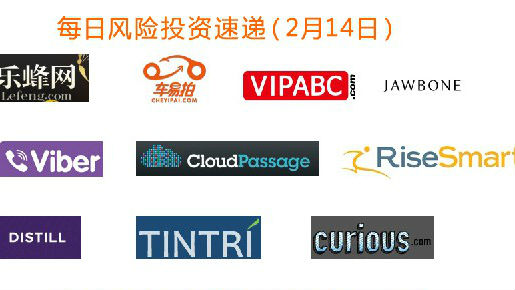 每日风险投资速递(2月14日)
乐蜂网
Lefeng.com
车易拍
CHEYIPAI.COM
VIPABC.com
JAWBONE
Viber
CloudPassage
RiseSmart
DISTILL
TINTRÍ
curious.com